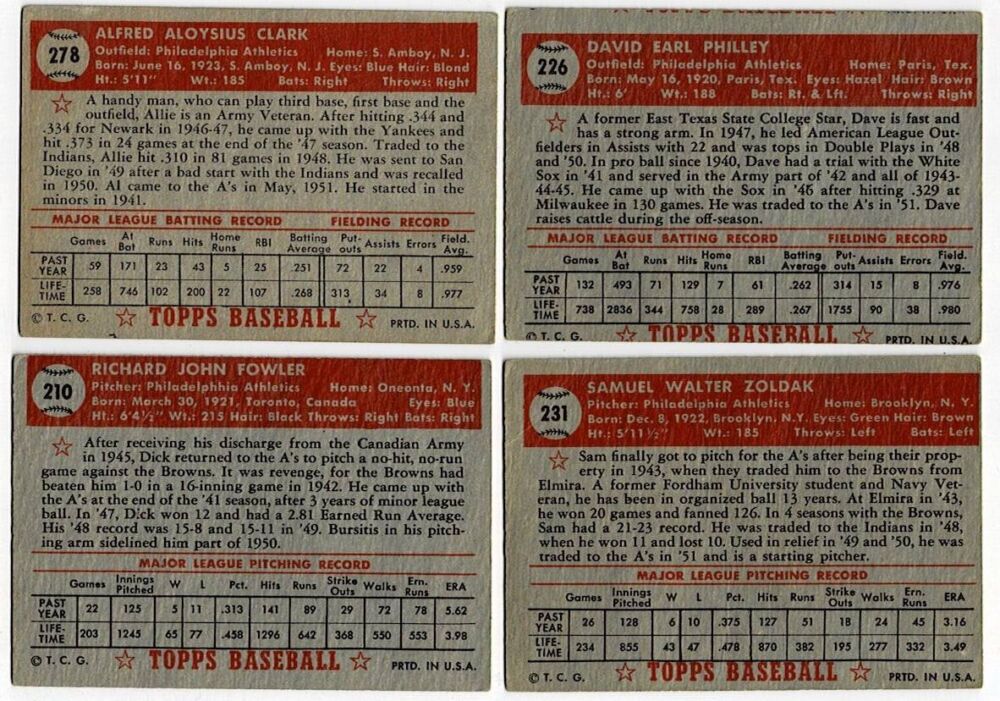 278
ALFRED ALOYSIUS CLARK
Outfield: Philadelphia Athletics Home: S. Amboy, N. J.
Born: June 16, 1923, S. Amboy, N. J. Eyes: Blue Hair: Blond
Ht.: 5'11" Wt.: 185 Bats: Right Throws: Right
A handy man, who can play third base, first base and the
outfield, Allie is an Army Veteran. After hitting .344 and
.334 for Newark in 1946-47, he came up with the Yankees and
hit .373 in 24 games at the end of the '47 season. Traded to the
Indians, Allie hit .310 in 81 games in 1948. He was sent to San
Diego in '49 after a bad start with the Indians and was recalled
in 1950. Al came to the A's in May, 1951. He started in the
minors in 1941.
MAJOR LEAGUE BATTING RECORD FIELDING RECORD
Games At Bat Runs Hits Home Runs RBI Batting Average Put-outs Assists Errors Field. Avg.
PAST YEAR 59 171 23 43 5 25 .251 72 22 4 .959
LIFE-TIME 258 746 102 200 22 107 .268 313 34 8 .977
© T. C. G. TOPPS BASEBALL PRTD. IN U.S.A.
226
DAVID EARL PHILLEY
Outfield: Philadelphia Athletics Home: Paris, Tex.
Born: May 16, 1920, Paris, Tex. Eyes: Hazel Hair: Brown
Ht.: 6' Wt.: 188 Bats: Rt. & Lft. Throws: Right
A former East Texas State College Star, Dave is fast and
has a strong arm. In 1947, he led American League Out-
fielders in Assists with 22 and was tops in Double Plays in '48
and '50. In pro ball since 1940, Dave had a trial with the White
Sox in '41 and served in the Army part of '42 and all of 1943-
44-45. He came up with the Sox in '46 after hitting .329 at
Milwaukee in 130 games. He was traded to the A's in '51. Dave
raises cattle during the off-season.
MAJOR LEAGUE BATTING RECORD FIELDING RECORD
Games At Bat Runs Hits Home Runs RBI Batting Average Put-outs Assists Errors Field. Avg.
PAST YEAR 132 493 71 129 7 61 .262 314 15 8 .976
LIFE-TIME 738 2836 344 758 28 289 .267 1755 90 38 .980
© T. C. G. TOPPS BASEBALL PRTD. IN U.S.A.
210
RICHARD JOHN FOWLER
Pitcher: Philadelphhia Athletics Home: Oneonta, N. Y.
Born: March 30, 1921, Toronto, Canada Eyes: Blue
Ht.: 6'4½" Wt.: 215 Hair: Black Throws: Right Bats: Right
After receiving his discharge from the Canadian Army
in 1945, Dick returned to the A's to pitch a no-hit, no-run
game against the Browns. It was revenge, for the Browns had
beaten him 1-0 in a 16-inning game in 1942. He came up with
the A's at the end of the '41 season, after 3 years of minor league
ball. In '47, Dick won 12 and had a 2.81 Earned Run Average.
His '48 record was 15-8 and 15-11 in '49. Bursitis in his pitch-
ing arm sidelined him part of 1950.
MAJOR LEAGUE PITCHING RECORD
Games Innings Pitched W L Pct. Hits Runs Strike Outs Walks Ern. Runs ERA
PAST YEAR 22 125 5 11 .313 141 89 29 72 78 5.62
LIFE-TIME 203 1245 65 77 .458 1296 642 368 550 553 3.98
© T. C. G. TOPPS BASEBALL PRTD. IN U.S.A.
231
SAMUEL WALTER ZOLDAK
Pitcher: Philadelphia Athletics Home: Brooklyn, N. Y.
Born: Dec. 8, 1922, Brooklyn, N.Y. Eyes: Green Hair: Brown
Ht.: 5'11½" Wt.: 185 Throws: Left Bats: Left
Sam finally got to pitch for the A's after being their prop-
erty in 1943, when they traded him to the Browns from
Elmira. A former Fordham University student and Navy Vet-
eran, he has been in organized ball 13 years. At Elmira in '43,
he won 20 games and fanned 126. In 4 seasons with the Browns,
Sam had a 21-23 record. He was traded to the Indians in '48,
when he won 11 and lost 10. Used in relief in '49 and '50, he was
traded to the A's in '51 and is a starting pitcher.
MAJOR LEAGUE PITCHING RECORD
Games Innings Pitched W L Pct. Hits Runs Strike Outs Walks Ern. Runs ERA
PAST YEAR 26 128 6 10 .375 127 51 18 24 45 3.16
LIFE-TIME 234 855 43 47 .478 870 382 195 277 332 3.49
© T. C. G. TOPPS BASEBALL PRTD. IN U.S.A.